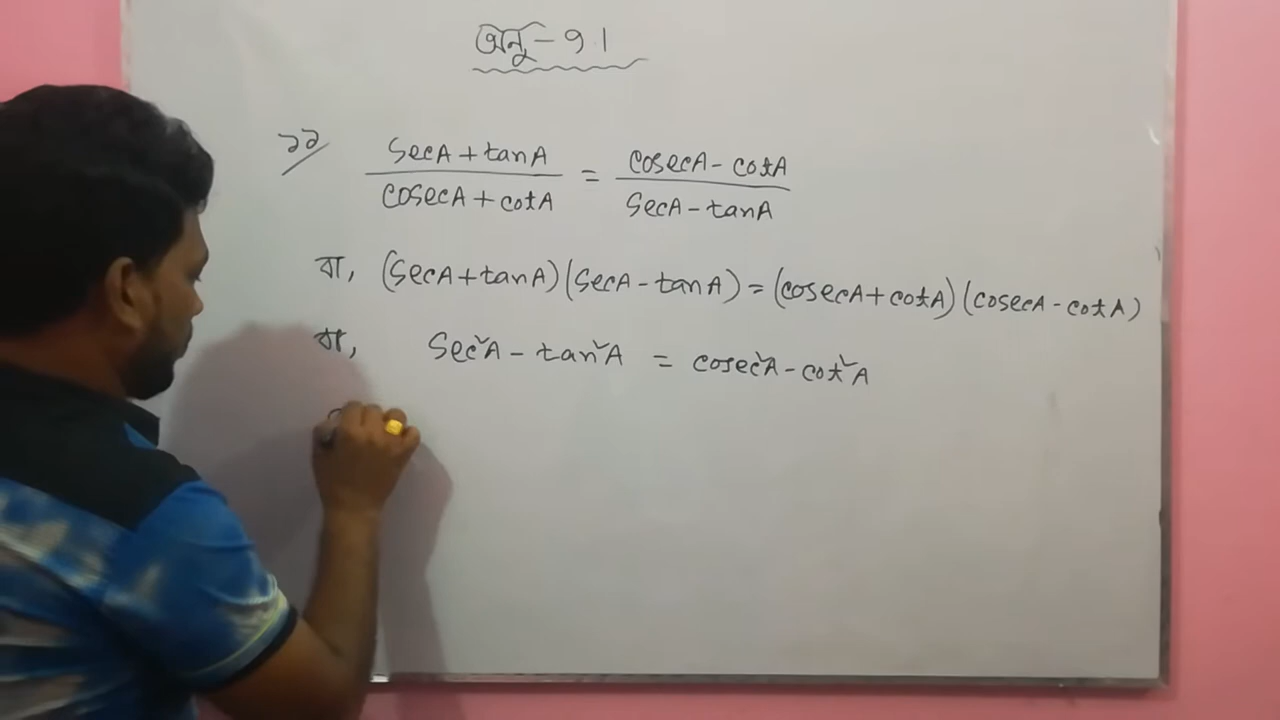 অনু - ৭।
১১/ secA + tanA / cosecA + cotA = cosecA - cotA / secA - tanA
বা, (secA + tanA)(secA - tanA) = (cosecA + cotA)(cosecA - cotA)
বা, sec²A - tan²A = cosec²A - cot²A